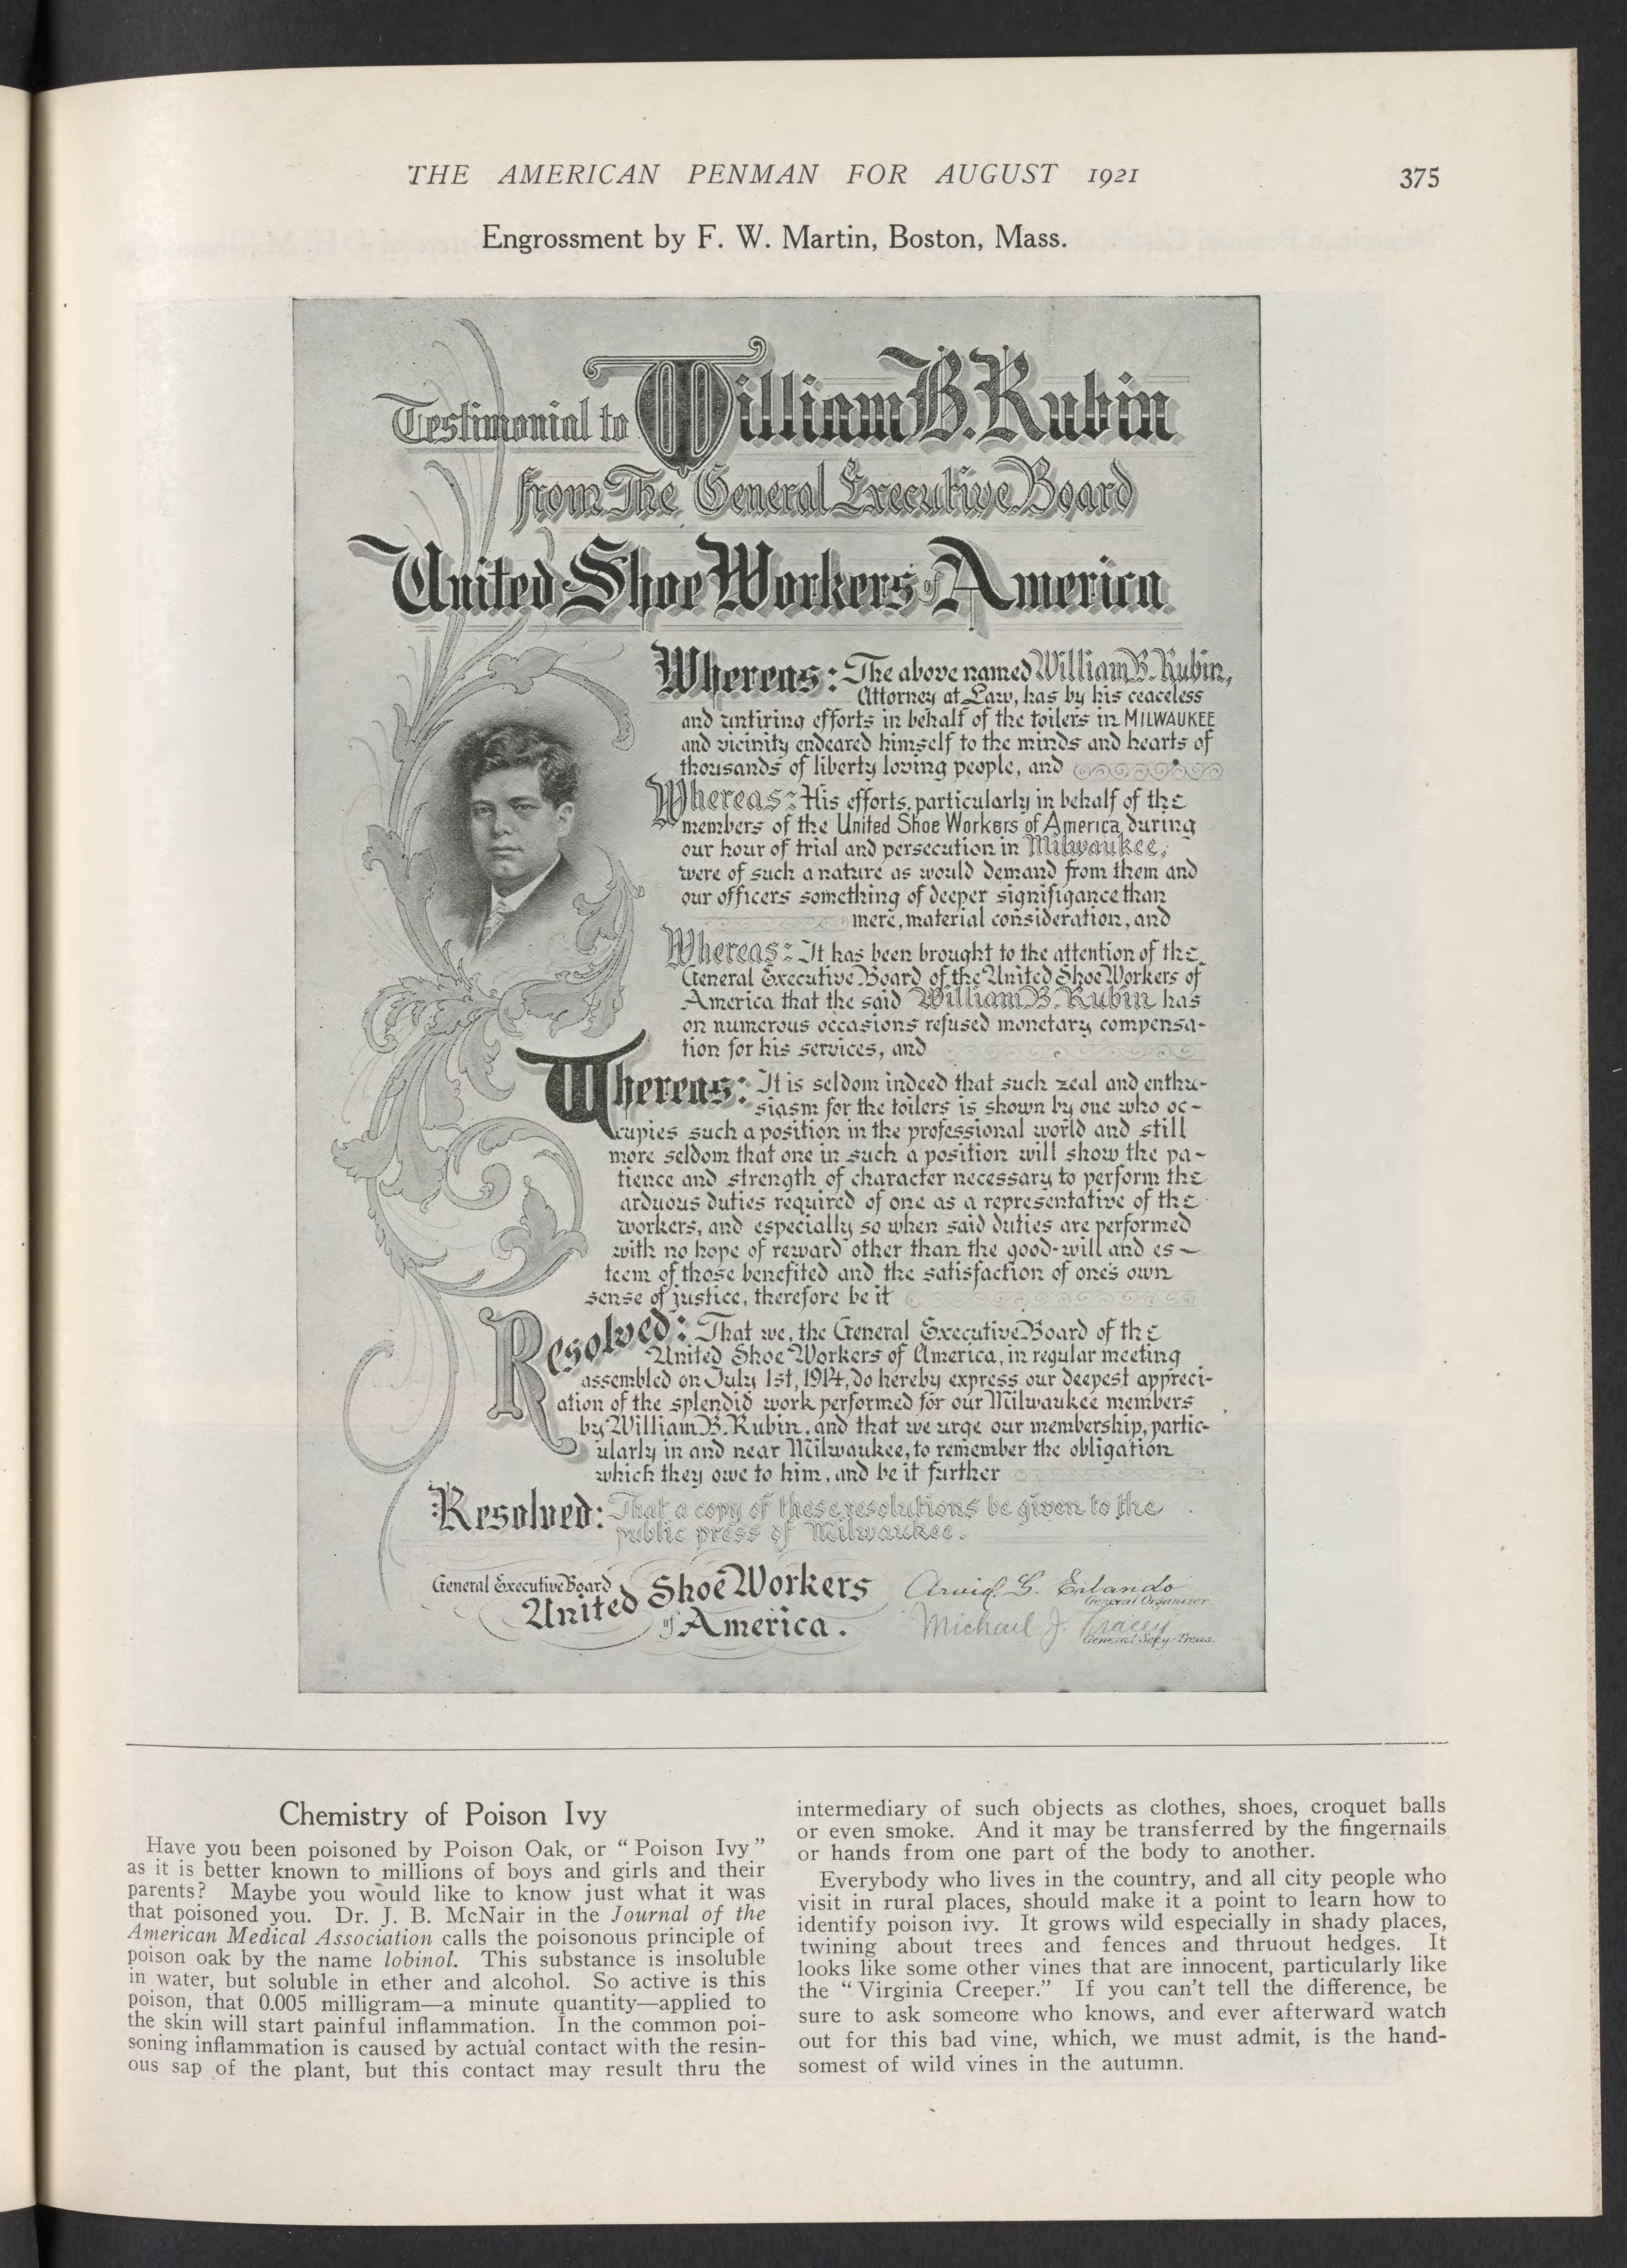 THE AMERICAN PENMAN FOR AUGUST 1921
375
Engrossment by F. W. Martin, Boston, Mass.
Testimonial to William B. Rubin
from The General Executive Board
United Shoe Workers of America
Whereas: The above named William B. Rubin,
Attorney at Law, has by his ceaceless
and untiring efforts in behalf of the toilers in MILWAUKEE
and vicinity endeared himself to the minds and hearts of
thousands of liberty loving people, and
Whereas: His efforts, particularly in behalf of the
members of the United Shoe Workers of America, during
our hour of trial and persecution in Milwaukee,
were of such a nature as would demand from them and
our officers something of deeper signifigance than
mere, material consideration, and
Whereas: It has been brought to the attention of the
General Executive Board of the United Shoe Workers of
America that the said William B. Rubin has
on numerous occasions refused monetary compensa-
tion for his services, and
Whereas: It is seldom indeed that such zeal and enthu-
siasm for the toilers is shown by one who oc-
cupies such a position in the professional world and still
more seldom that one in such a position will show the pa-
tience and strength of character necessary to perform the
arduous duties required of one as a representative of the
workers, and especially so when said duties are performed
with no hope of reward other than the good-will and es-
teem of those benefited and the satisfaction of one's own
sense of justice, therefore be it
Resolved: That we, the General Executive Board of the
United Shoe Workers of America, in regular meeting
assembled on July 1st, 1914, do hereby express our deepest appreci-
ation of the splendid work performed for our Milwaukee members
by William B. Rubin, and that we urge our membership, partic-
ularly in and near Milwaukee, to remember the obligation
which they owe to him, and be it further
Resolved: That a copy of these resolutions be given to the
public press of Milwaukee.
General Executive Board
United Shoe Workers
of America.
Arvid G. Erlando
General Organizer
Michael J. Tracey
General Secy-Treas.
Chemistry of Poison Ivy
Have you been poisoned by Poison Oak, or “ Poison Ivy ”
as it is better known to millions of boys and girls and their
parents? Maybe you would like to know just what it was
that poisoned you. Dr. J. B. McNair in the Journal of the
American Medical Association calls the poisonous principle of
poison oak by the name lobinol. This substance is insoluble
in water, but soluble in ether and alcohol. So active is this
poison, that 0.005 milligram—a minute quantity—applied to
the skin will start painful inflammation. In the common poi-
soning inflammation is caused by actual contact with the resin-
ous sap of the plant, but this contact may result thru the
intermediary of such objects as clothes, shoes, croquet balls
or even smoke. And it may be transferred by the fingernails
or hands from one part of the body to another.
Everybody who lives in the country, and all city people who
visit in rural places, should make it a point to learn how to
identify poison ivy. It grows wild especially in shady places,
twining about trees and fences and thruout hedges. It
looks like some other vines that are innocent, particularly like
the “ Virginia Creeper.” If you can't tell the difference, be
sure to ask someone who knows, and ever afterward watch
out for this bad vine, which, we must admit, is the hand-
somest of wild vines in the autumn.